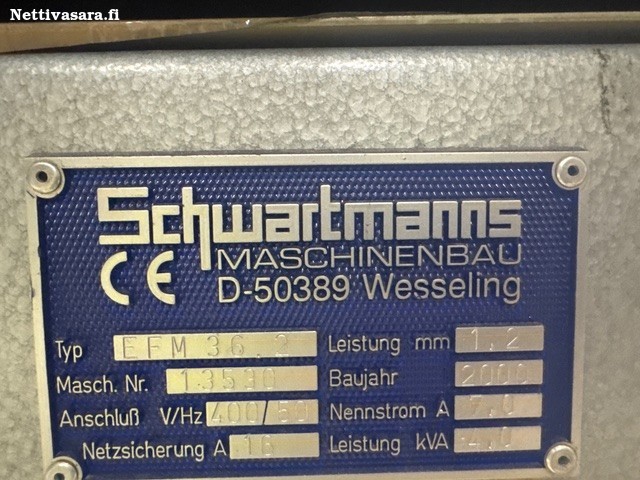 Nettivasara.fi
Schwartmanns
MASCHINENBAU
CE D-50389 Wesseling
Typ EFM 36.2 Leistung mm 1,2
Masch. Nr. 13530 Baujahr 2000
Anschluß V/Hz 400/50 Nennstrom A 7,0
Netzsicherung A 16 Leistung kVA 4,0